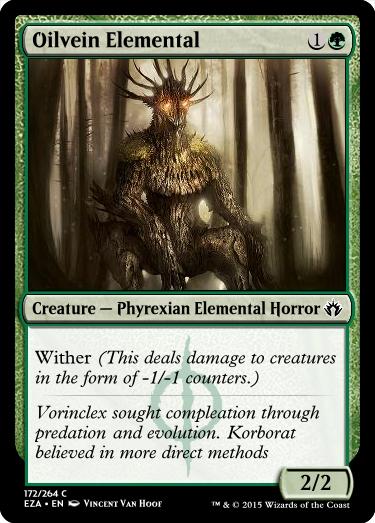 Oilvein Elemental 1
Creature — Phyrexian Elemental Horror
Wither (This deals damage to creatures
in the form of -1/-1 counters.)
Vorinclex sought compleation through
predation and evolution. Korborat
believed in more direct methods
2/2
172/264 C
EZA • EN Vincent Van Hoof
™ & © 2015 Wizards of the Coast